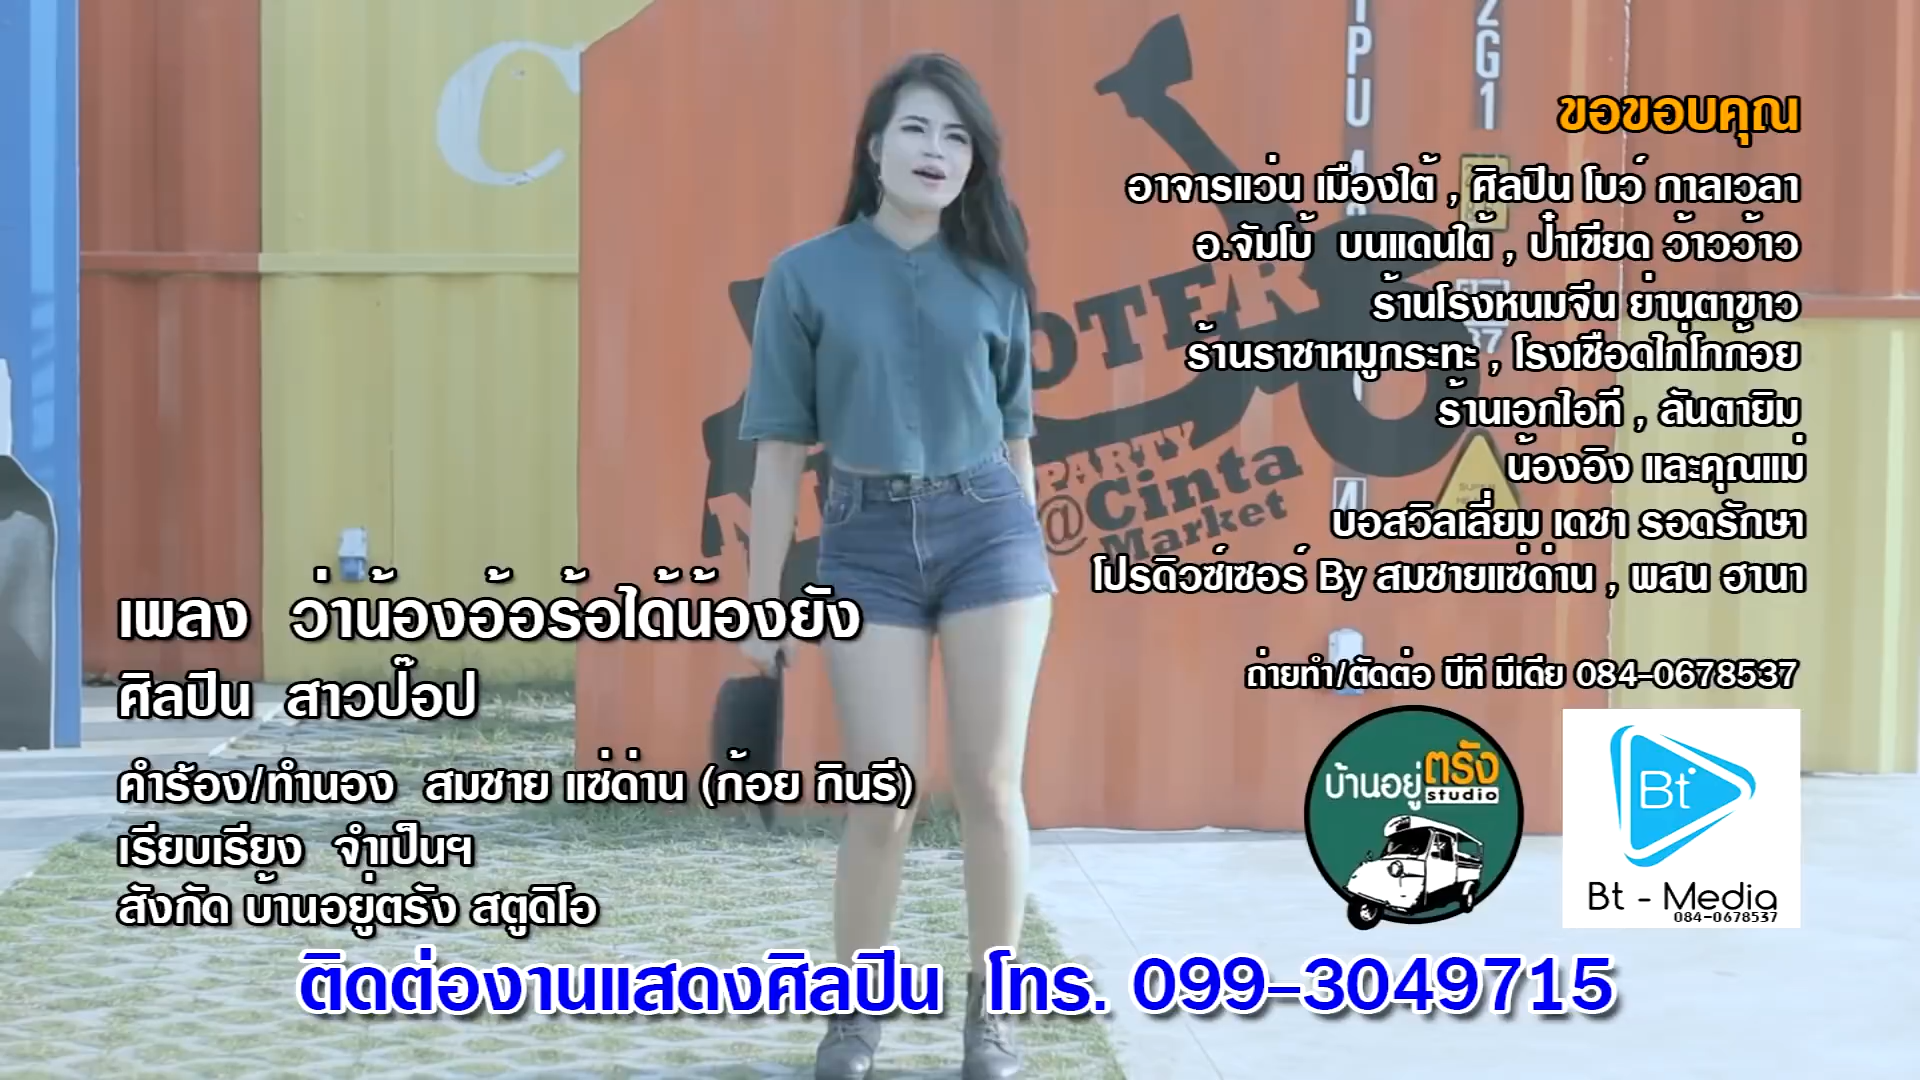 C
TPU
2G1
ขอขอบคุณ
อาจารแว่น เมืองใต้ , ศิลปิน โบว์ กาลเวลา
อ.จัมโบ้ บนแดนใต้ , ป๋าเขียด ว้าวว้าว
ร้านโรงหนมจีน ย่านตาขาว
ร้านราชาหมูกระทะ , โรงเชือดไก่โกก้อย
ร้านเอกไอที , ลันตายิม
น้องอิง และคุณแม่
บอสวิลเลี่ยม เดชา รอดรักษา
โปรดิวซ์เซอร์ By สมชายแซ่ด่าน , พสน ฮานา
PARTY
@Cinta
Market
เพลง ว่าน้องอ้อร้อได้น้องยัง
ศิลปิน สาวป๊อป
คำร้อง/ทำนอง สมชาย แซ่ด่าน (ก้อย กินรี)
เรียบเรียง จำเป็นฯ
สังกัด บ้านอยู่ตรัง สตูดิโอ
ถ่ายทำ/ตัดต่อ บีที มีเดีย 084-0678537
บ้านอยู่ตรัง
studio
Bt
Bt - Media
084-0678537
ติดต่องานแสดงศิลปิน โทร. 099-3049715